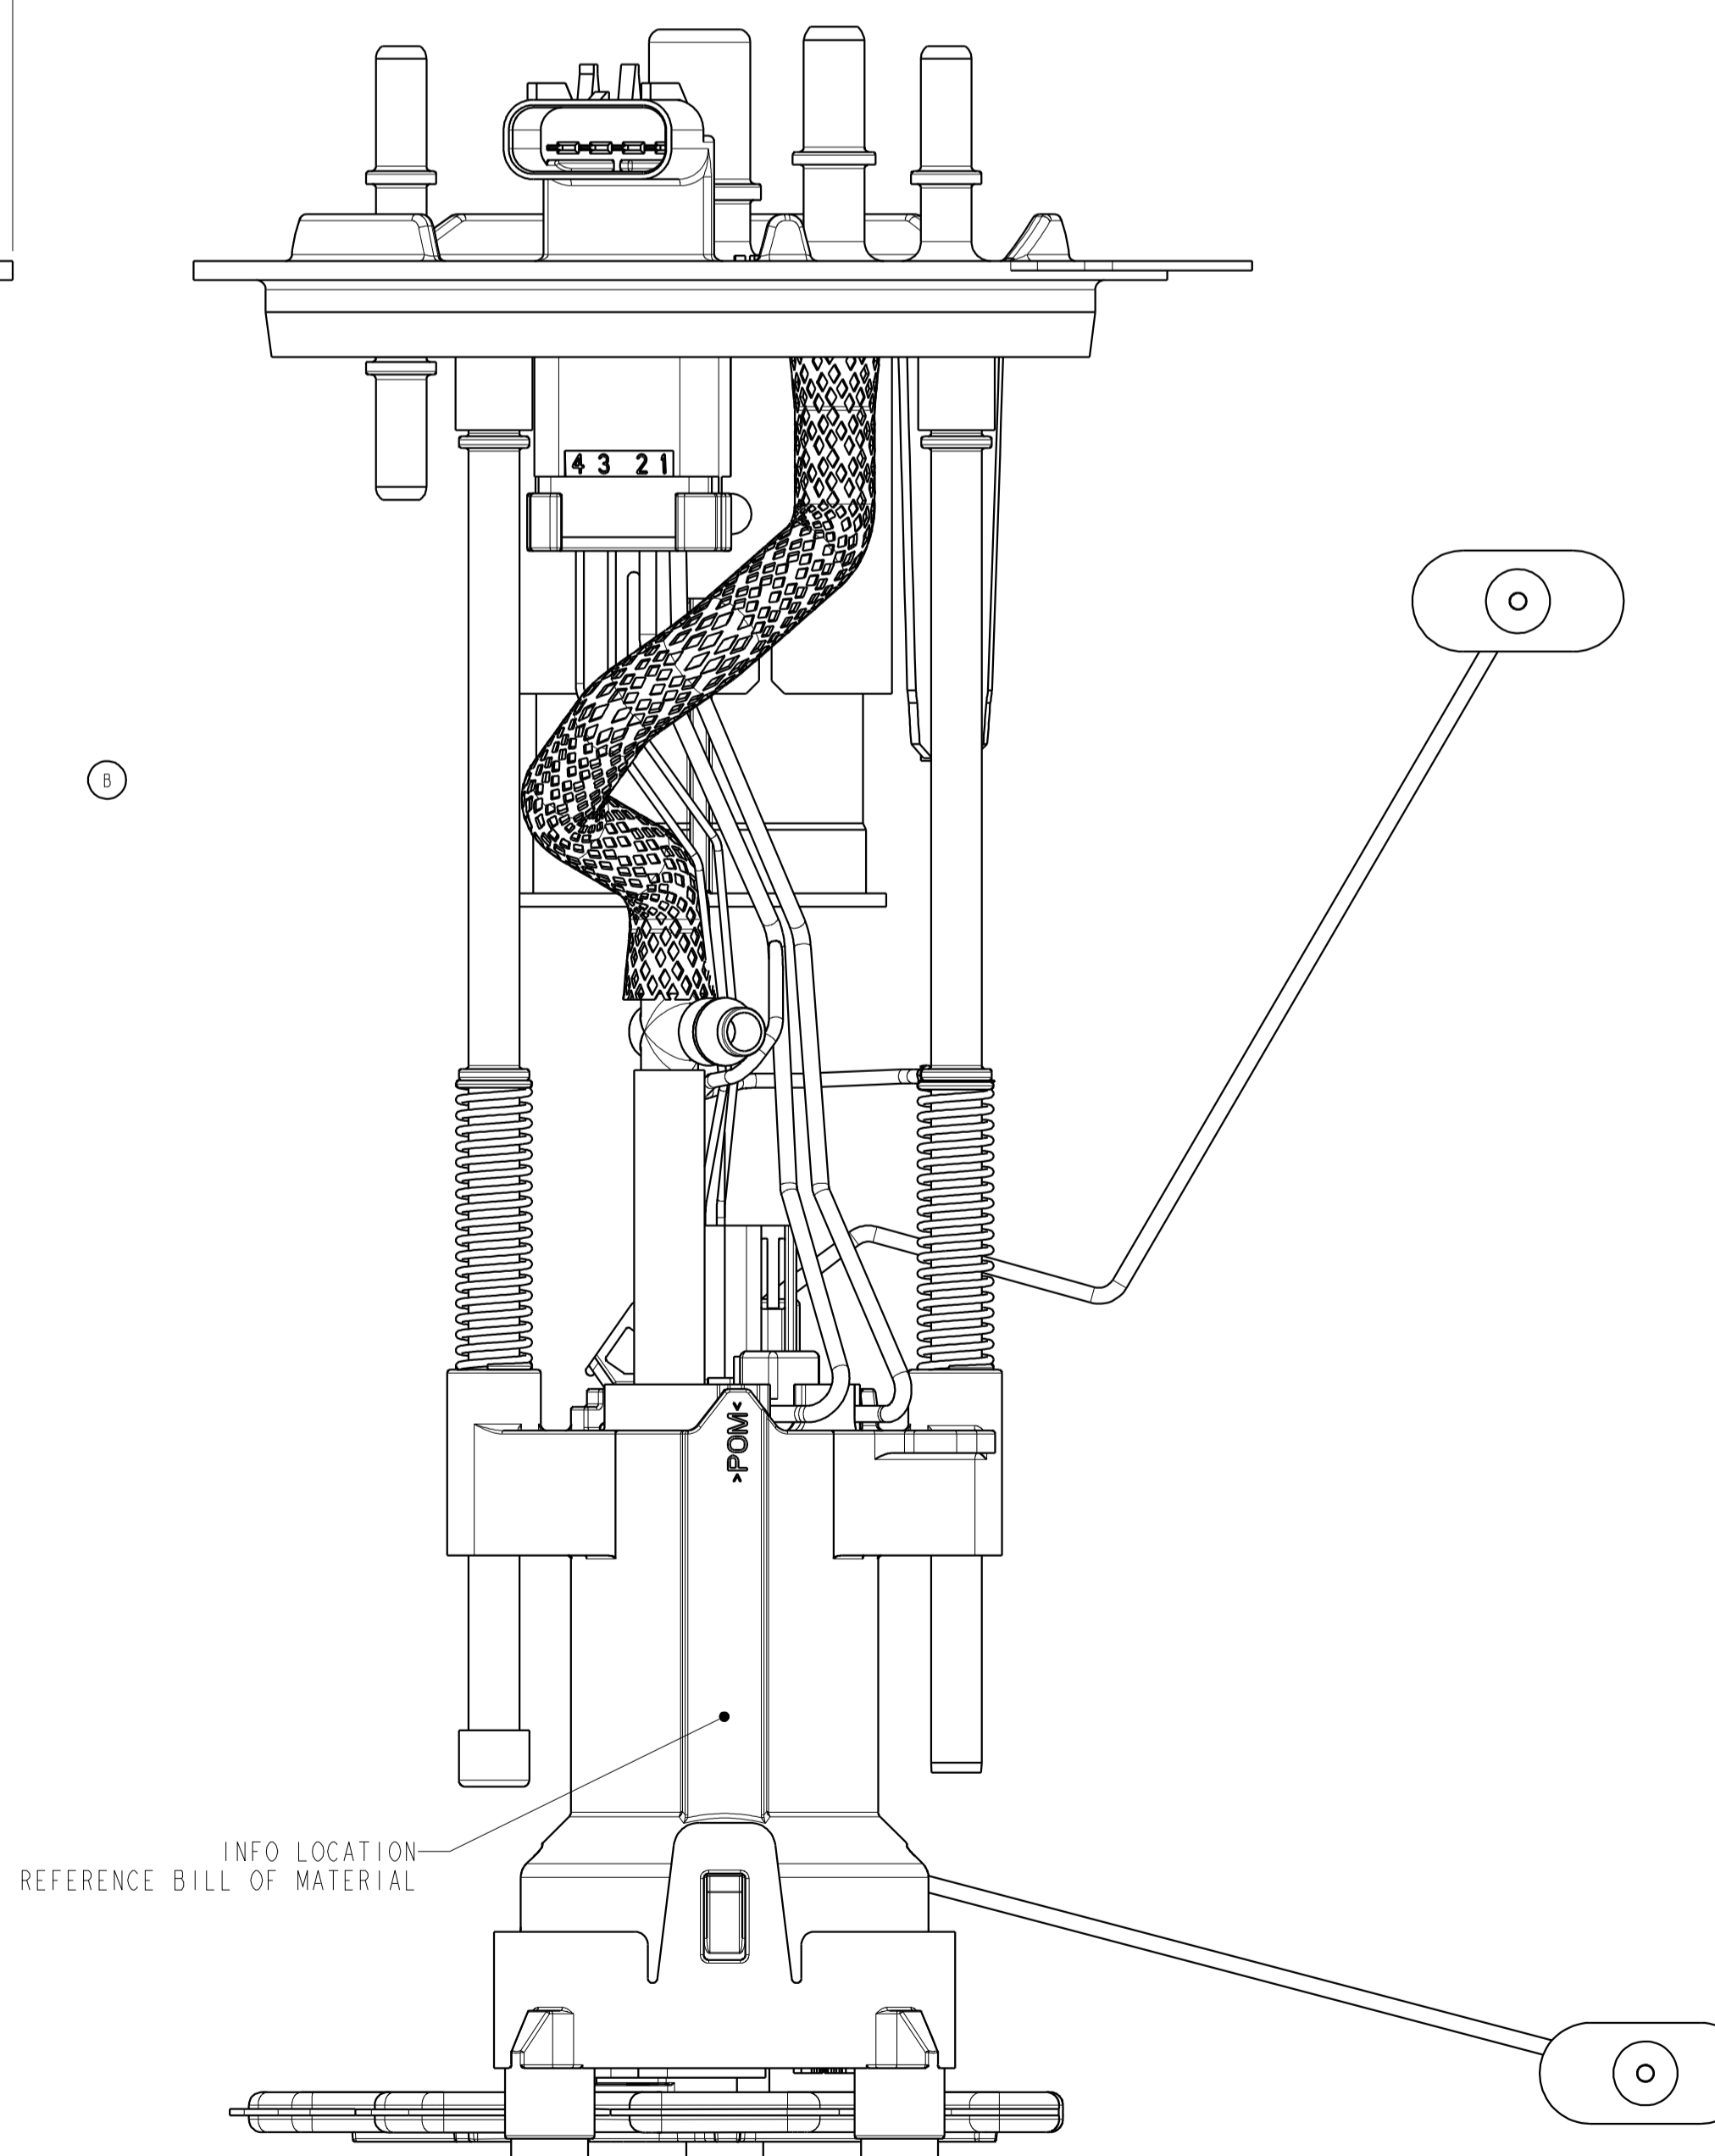 4 3 2 1
B
>POM<
INFO LOCATION
REFERENCE BILL OF MATERIAL